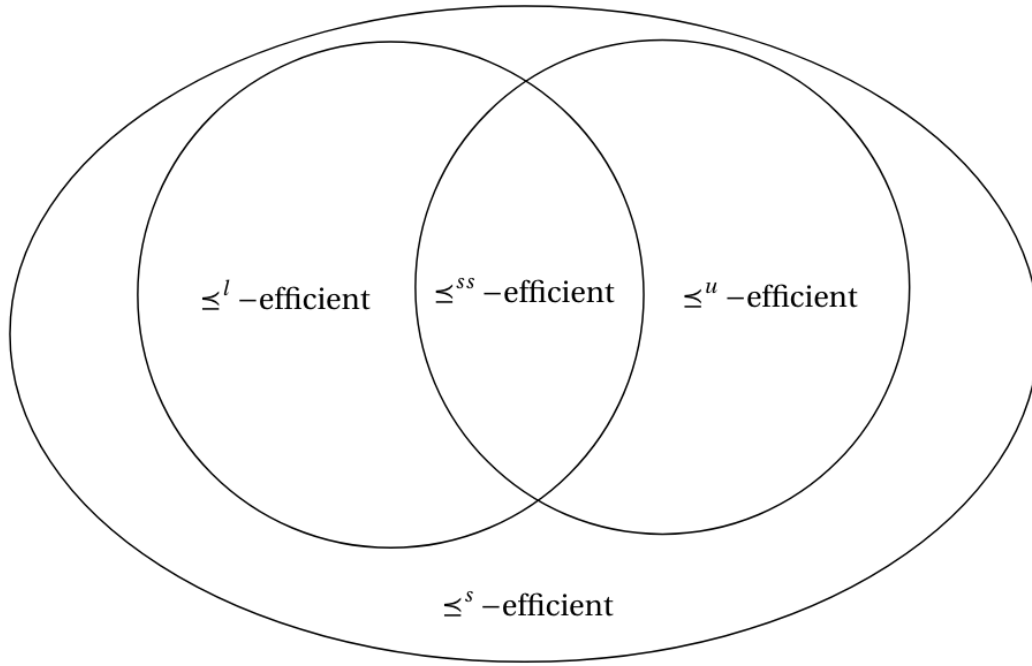 ⪯ˡ −efficient
⪯ˢˢ −efficient
⪯ᵘ −efficient
⪯ˢ −efficient